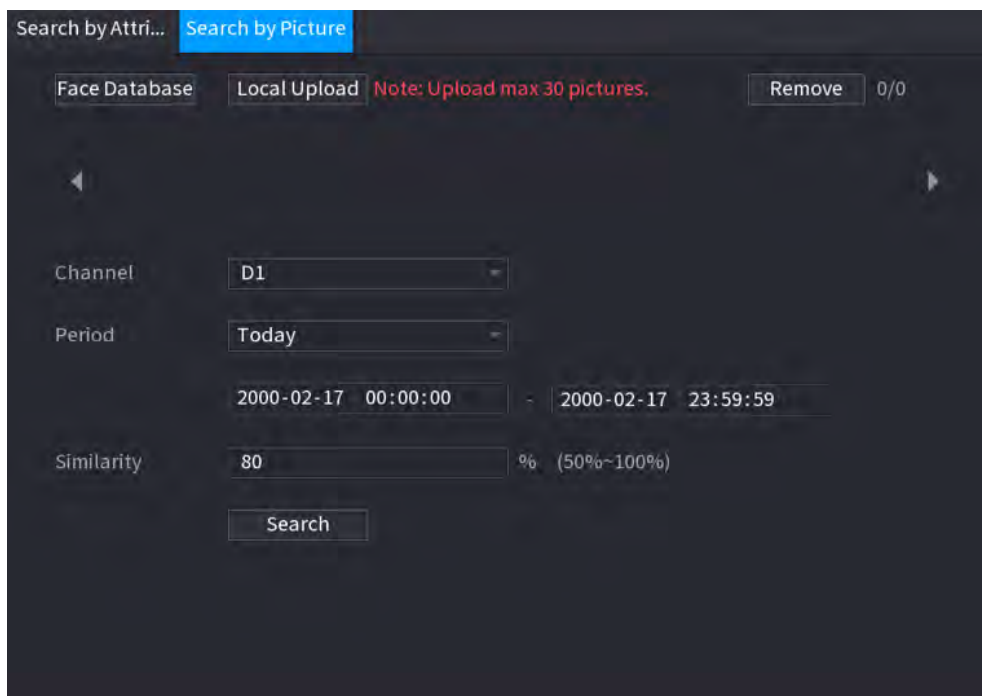 Search by Attri... Search by Picture
Face Database Local Upload Note: Upload max 30 pictures. Remove 0/0
Channel D1
Period Today
2000-02-17 00:00:00 - 2000-02-17 23:59:59
Similarity 80 % (50%~100%)
Search